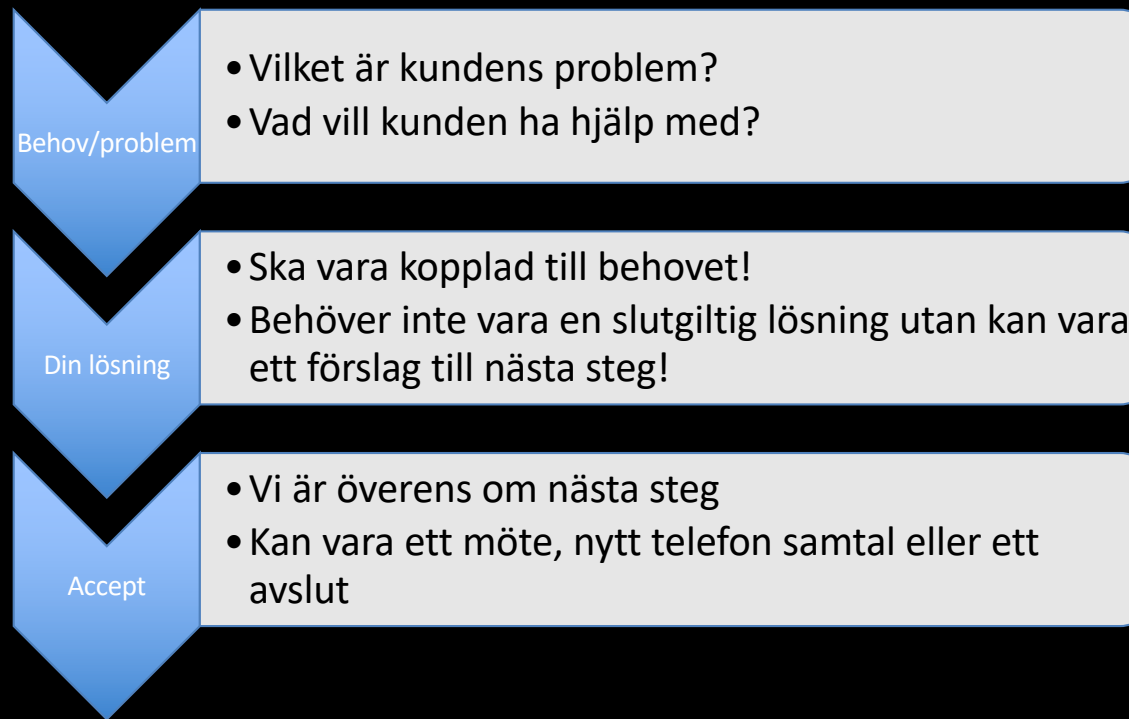 Behov/problem
• Vilket är kundens problem?
• Vad vill kunden ha hjälp med?
Din lösning
• Ska vara kopplad till behovet!
• Behöver inte vara en slutgiltig lösning utan kan vara
ett förslag till nästa steg!
Accept
• Vi är överens om nästa steg
• Kan vara ett möte, nytt telefon samtal eller ett
avslut